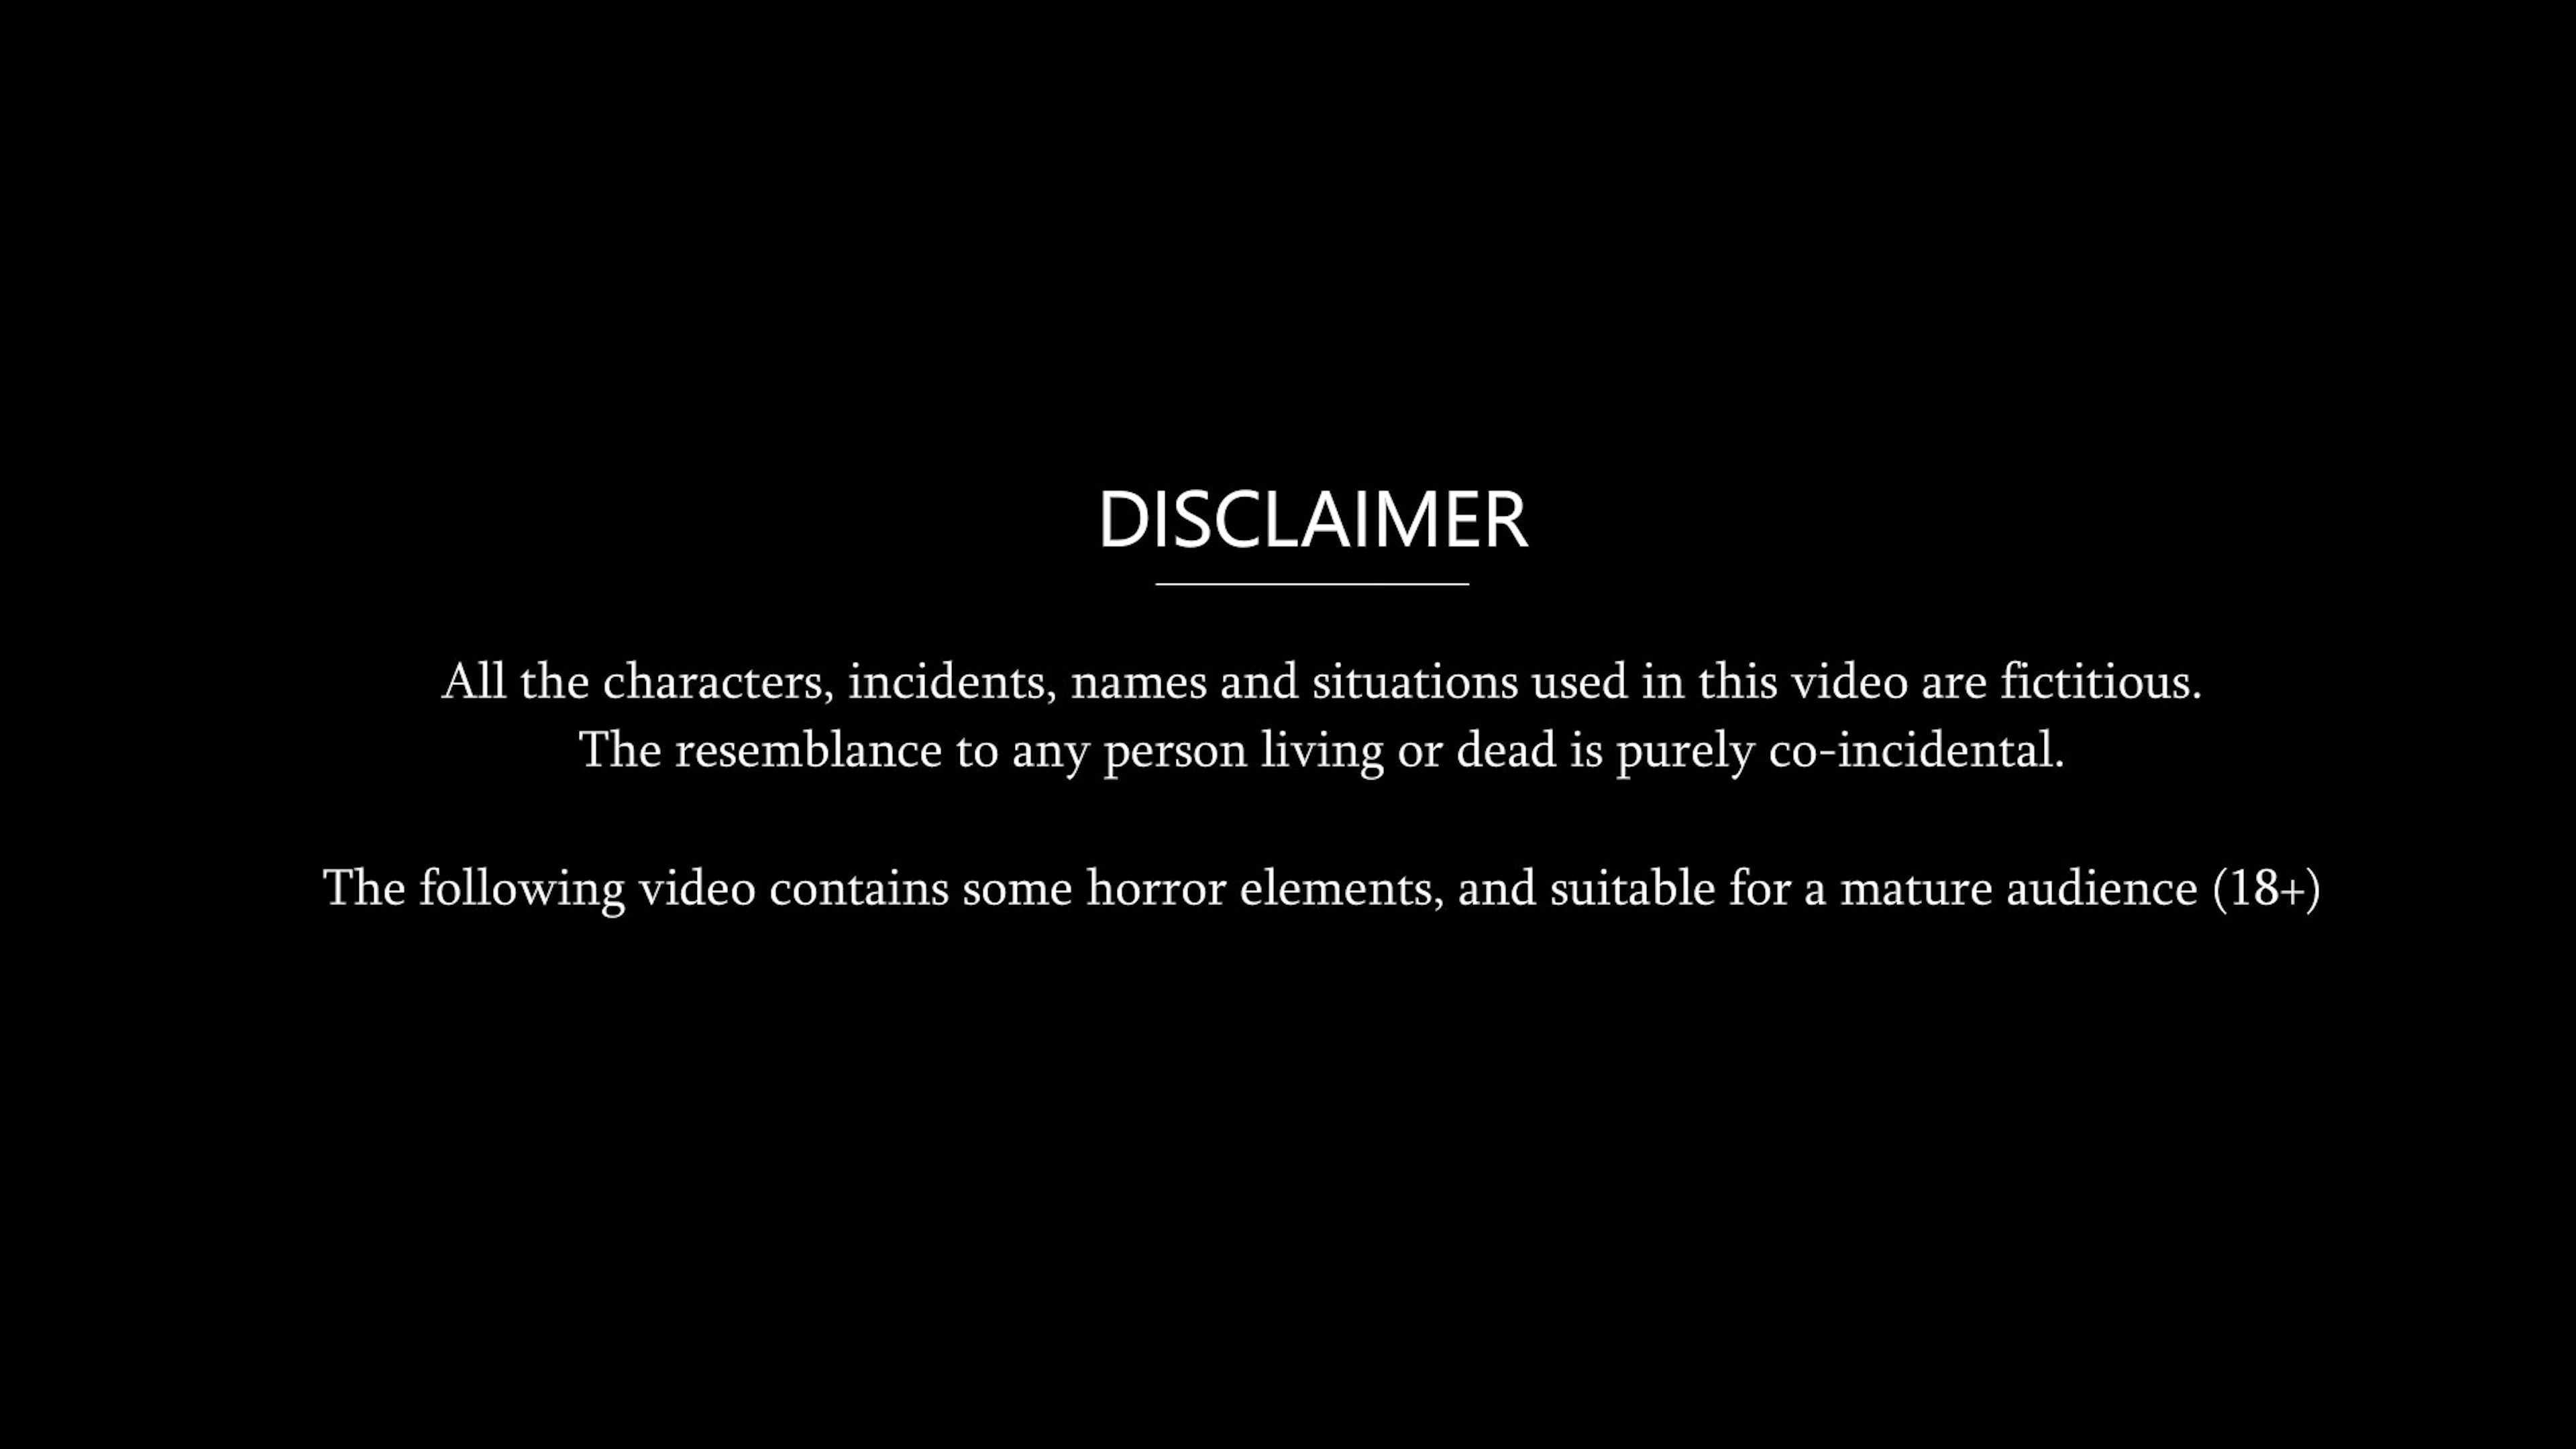 DISCLAIMER
All the characters, incidents, names and situations used in this video are fictitious.
The resemblance to any person living or dead is purely co-incidental.
The following video contains some horror elements, and suitable for a mature audience (18+)